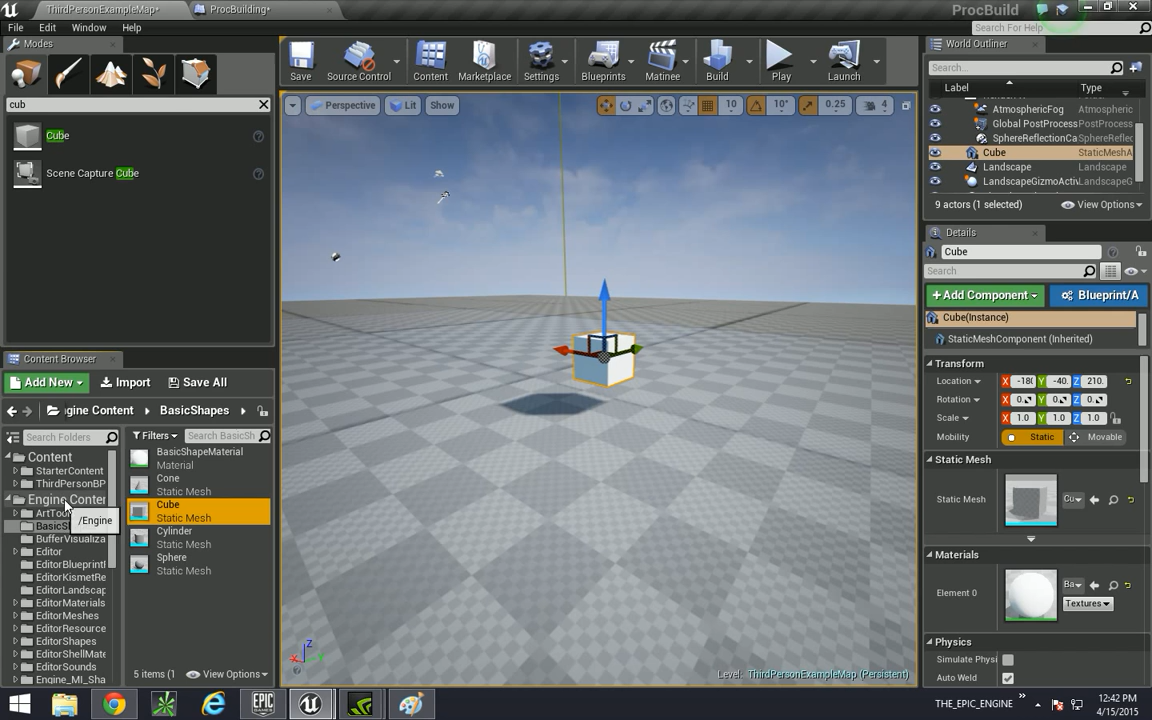 ThirdPersonExampleMap*
ProcBuilding*
ProcBuild
File Edit Window Help
Search For Help
Modes
cub
Cube
Scene Capture Cube
Save
Source Control
Content
Marketplace
Settings
Blueprints
Matinee
Build
Play
Launch
Perspective
Lit
Show
10
10°
0.25
4
Level: ThirdPersonExampleMap (Persistent)
Z
X
World Outliner
Search...
Label Type
AtmosphericFog Atmospheric
Global PostProcess PostProcess
SphereReflectionCa SphereReflec
Cube StaticMeshA
Landscape Landscape
LandscapeGizmoActiv LandscapeG
9 actors (1 selected) View Options
Details
Cube
Search
+Add Component
Blueprint/A
Cube(Instance)
StaticMeshComponent (Inherited)
Transform
Location X -180 Y -40. Z 210.
Rotation X 0. Y 0. Z 0.
Scale X 1.0 Y 1.0 Z 1.0
Mobility Static Movable
Static Mesh
Static Mesh Cu
Materials
Element 0 Ba
Textures
Physics
Simulate Physi
Auto Weld
Content Browser
Add New Import Save All
ngine Content BasicShapes
Search Folders
Filters Search BasicSh
Content
StarterContent
ThirdPersonBP
Engine Conter
ArtToo
BasicSh
/Engine
BufferVisualiza
Editor
EditorBlueprintI
EditorKismetRe
EditorLandscap
EditorMaterials
EditorMeshes
EditorResource
EditorShapes
EditorShellMate
EditorSounds
Engine_MI_Sha
BasicShapeMaterial
Material
Cone
Static Mesh
Cube
Static Mesh
Cylinder
Static Mesh
Sphere
Static Mesh
5 items (1 View Options
EPIC GAMES
THE_EPIC_ENGINE
12:42 PM
4/15/2015